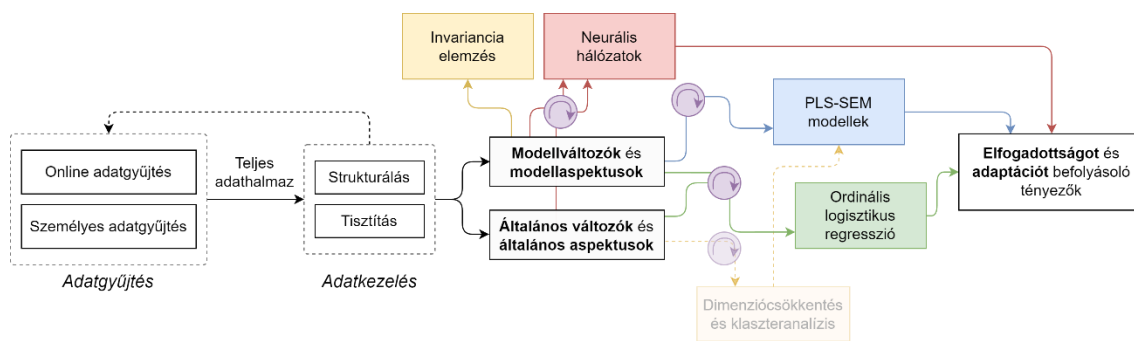 Invariancia
elemzés
Neurális
hálózatok
PLS-SEM
modellek
Online adatgyűjtés
Személyes adatgyűjtés
Adatgyűjtés
Teljes
adathalmaz
Strukturálás
Tisztítás
Adatkezelés
Modellváltozók és
modellaspektusok
Általános változók és
általános aspektusok
Ordinális
logisztikus
regresszió
Dimenziócsökkentés
és klaszteranalízis
Elfogadottságot és
adaptációt befolyásoló
tényezők